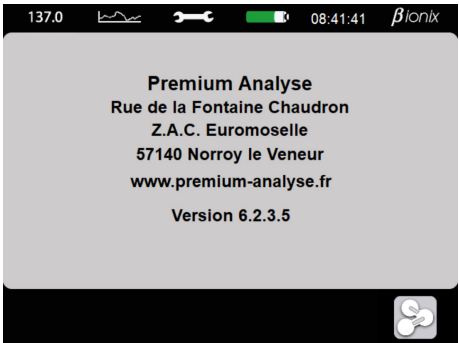 137.0 08:41:41 βionix
Premium Analyse
Rue de la Fontaine Chaudron
Z.A.C. Euromoselle
57140 Norroy le Veneur
www.premium-analyse.fr
Version 6.2.3.5